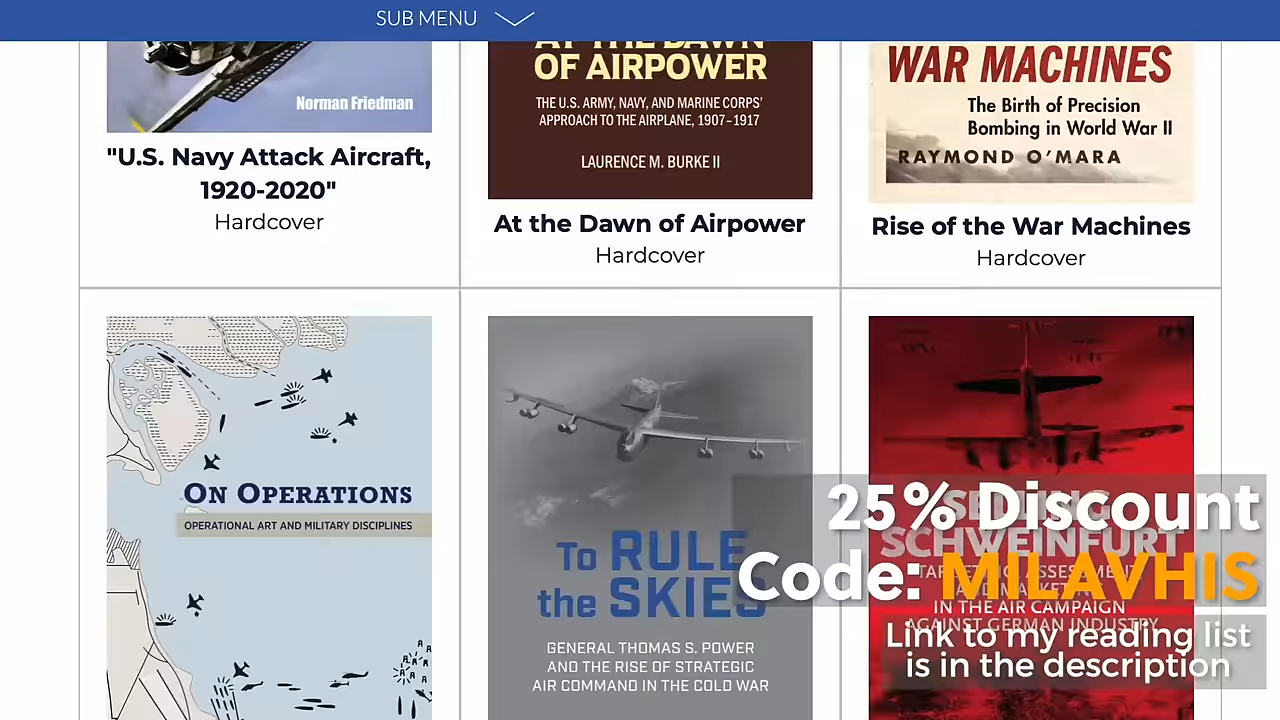 SUB MENU
Norman Friedman
"U.S. Navy Attack Aircraft,
1920-2020"
Hardcover
AT THE DAWN
OF AIRPOWER
THE U.S. ARMY, NAVY, AND MARINE CORPS'
APPROACH TO THE AIRPLANE, 1907–1917
LAURENCE M. BURKE II
At the Dawn of Airpower
Hardcover
WAR MACHINES
The Birth of Precision
Bombing in World War II
RAYMOND O'MARA
Rise of the War Machines
Hardcover
ON OPERATIONS
OPERATIONAL ART AND MILITARY DISCIPLINES
TO RULE
the SKIES
GENERAL THOMAS S. POWER
AND THE RISE OF STRATEGIC
AIR COMMAND IN THE COLD WAR
SCHWEINFURT
IN THE AIR CAMPAIGN
AGAINST GERMAN INDUSTRY
25% Discount
Code: MILAVHIS
Link to my reading list
is in the description